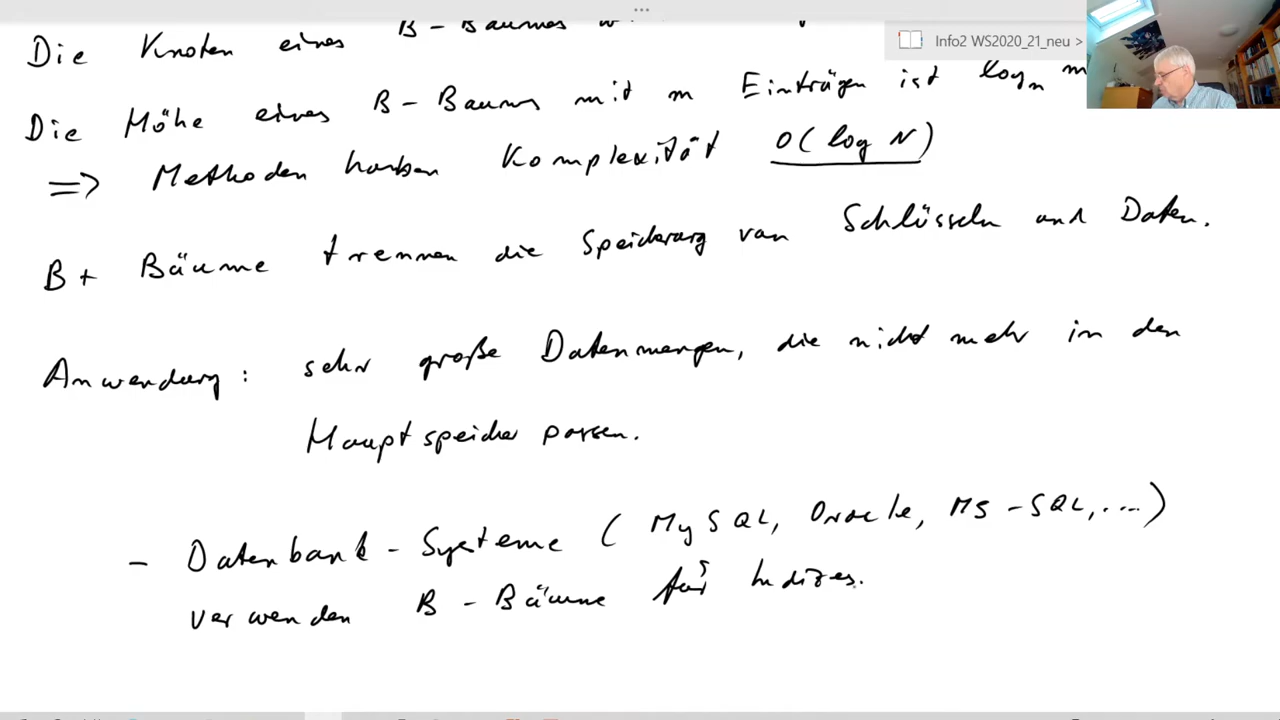 Die Knoten eines B-Baumes
Info2 WS2020_21_neu >
Die Höhe eines B-Baums mit m Einträgen ist logn m
=> Methoden haben Komplexität O(log N)
B+ Bäume trennen die Speicherung von Schlüsseln und Daten.
Anwendung: sehr große Datenmengen, die nicht mehr in den
Hauptspeicher passen.
- Datenbank-Systeme (MySQL, Oracle, MS-SQL,....)
verwenden B-Bäume für Indizes.